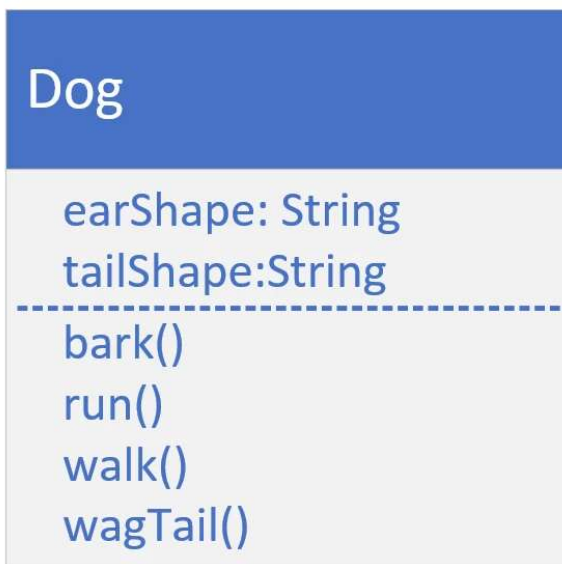 Dog
earShape: String
tailShape:String
bark()
run()
walk()
wagTail()